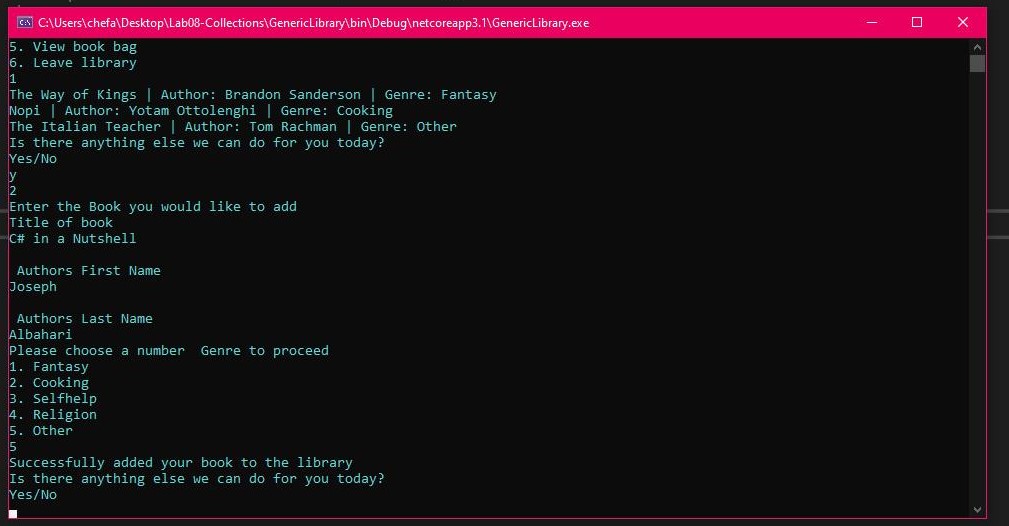 C:\Users\chefa\Desktop\Lab08-Collections\GenericLibrary\bin\Debug\netcoreapp3.1\GenericLibrary.exe
5. View book bag
6. Leave library
1
The Way of Kings | Author: Brandon Sanderson | Genre: Fantasy
Nopi | Author: Yotam Ottolenghi | Genre: Cooking
The Italian Teacher | Author: Tom Rachman | Genre: Other
Is there anything else we can do for you today?
Yes/No
y
2
Enter the Book you would like to add
Title of book
C# in a Nutshell
Authors First Name
Joseph
Authors Last Name
Albahari
Please choose a number  Genre to proceed
1. Fantasy
2. Cooking
3. Selfhelp
4. Religion
5. Other
5
Successfully added your book to the library
Is there anything else we can do for you today?
Yes/No